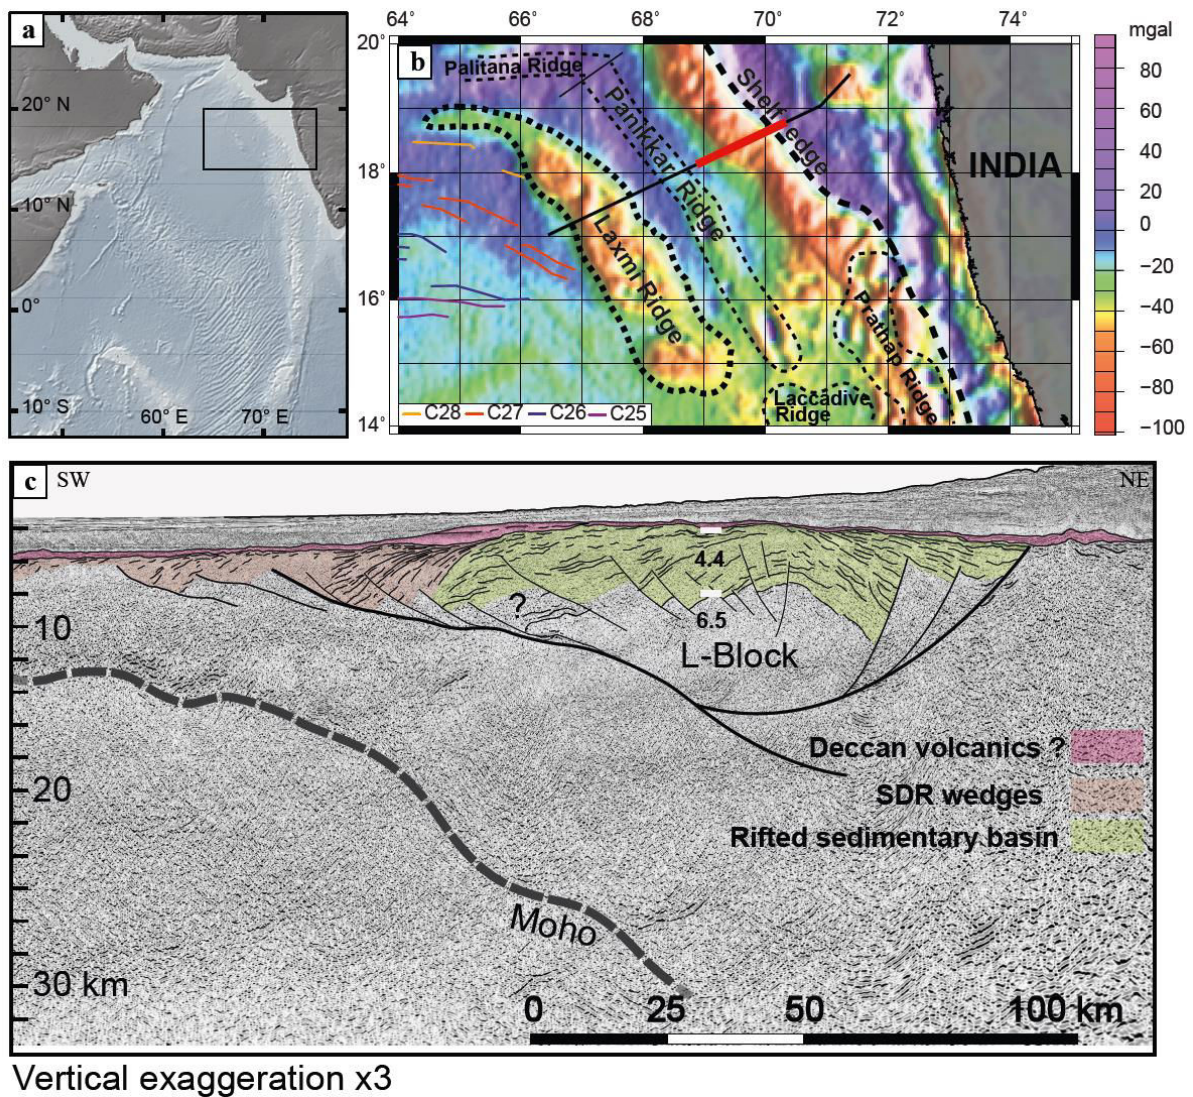 a
20° N
10° N
0°
10° S
60° E
70° E
64°
66°
68°
70°
72°
74°
20°
18°
16°
14°
b
Palitana Ridge
Panikkar Ridge
Shelf edge
INDIA
Laxmi Ridge
Prathap Ridge
Laccadive
Ridge
C28
C27
C26
C25
mgal
80
60
40
20
0
−20
−40
−60
−80
−100
c
SW
NE
4.4
?
6.5
L-Block
10
20
30 km
Moho
Deccan volcanics ?
SDR wedges
Rifted sedimentary basin
0
25
50
100 km
Vertical exaggeration x3